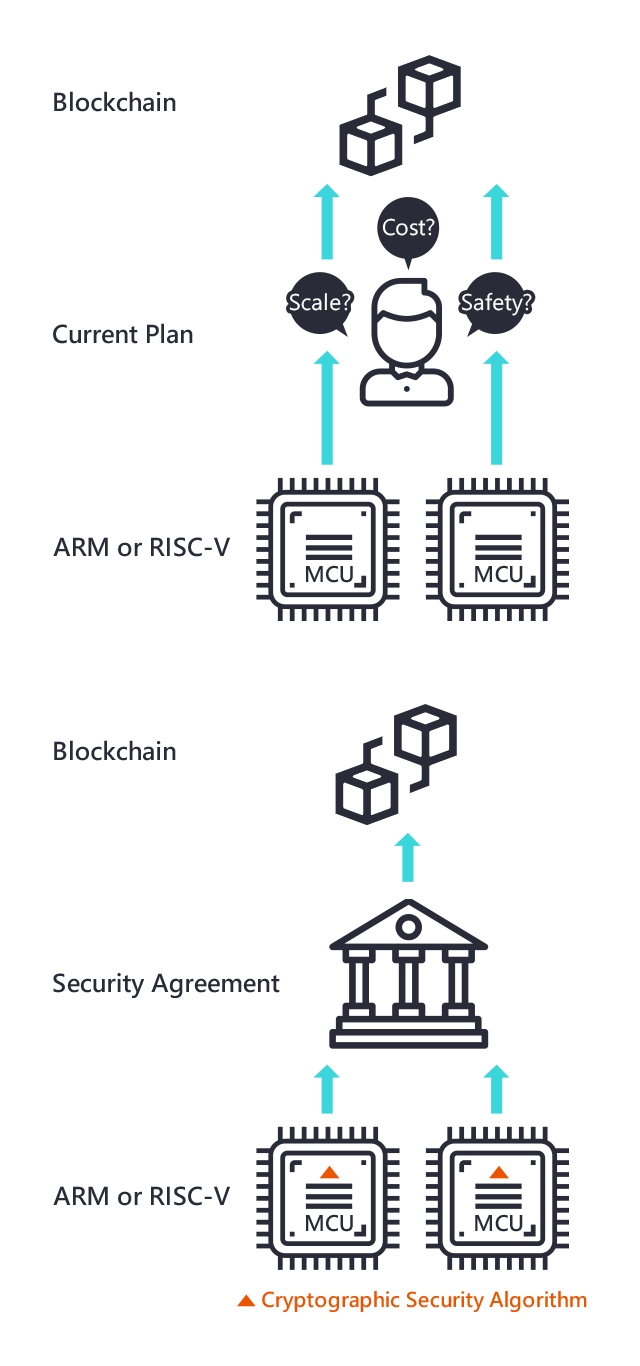 Blockchain
Cost?
Scale?
Safety?
Current Plan
ARM or RISC-V
MCU
MCU
Blockchain
Security Agreement
ARM or RISC-V
MCU
MCU
Cryptographic Security Algorithm